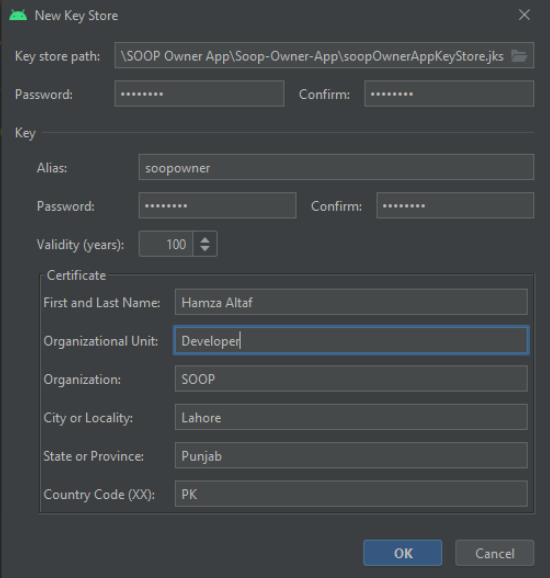 New Key Store
Key store path: \SOOP Owner App\Soop-Owner-App\soopOwnerAppKeyStore.jks
Password: •••••••• Confirm: ••••••••
Key
Alias: soopowner
Password: •••••••• Confirm: ••••••••
Validity (years): 100
Certificate
First and Last Name: Hamza Altaf
Organizational Unit: Developer
Organization: SOOP
City or Locality: Lahore
State or Province: Punjab
Country Code (XX): PK
OK Cancel